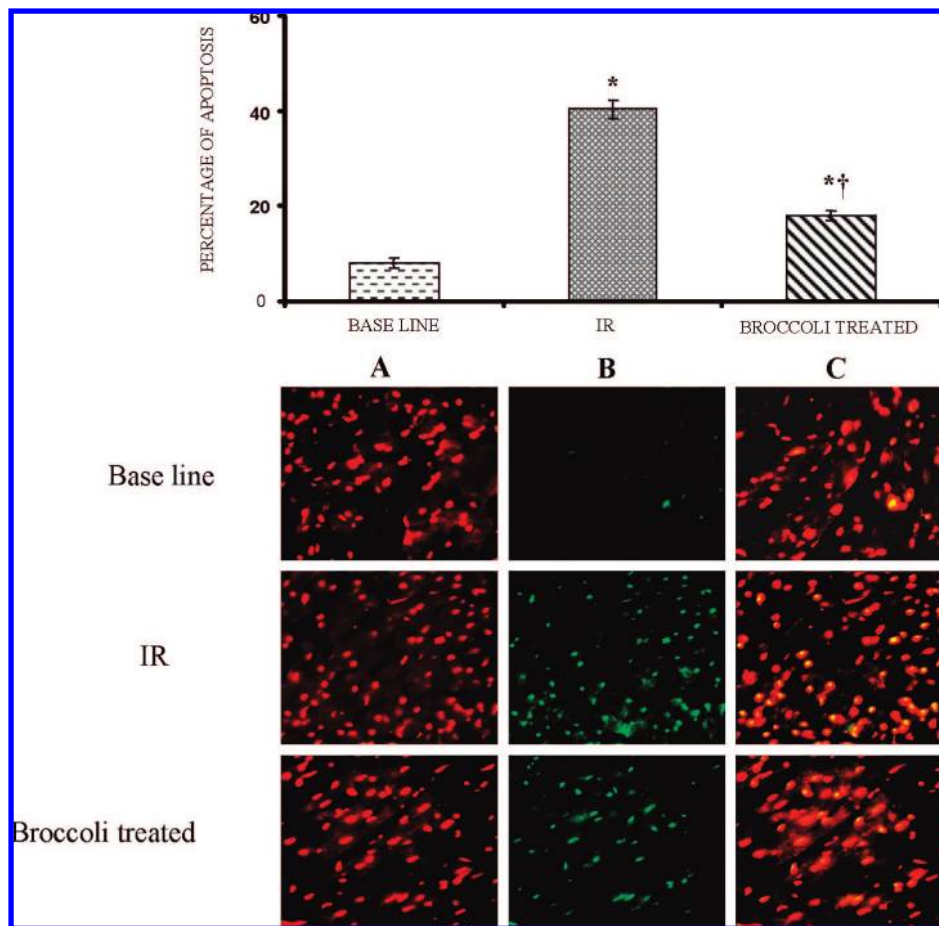 60
40
20
0
PERCENTAGE OF APOPTOSIS
*
*†
BASE LINE
IR
BROCCOLI TREATED
A
B
C
Base line
IR
Broccoli treated